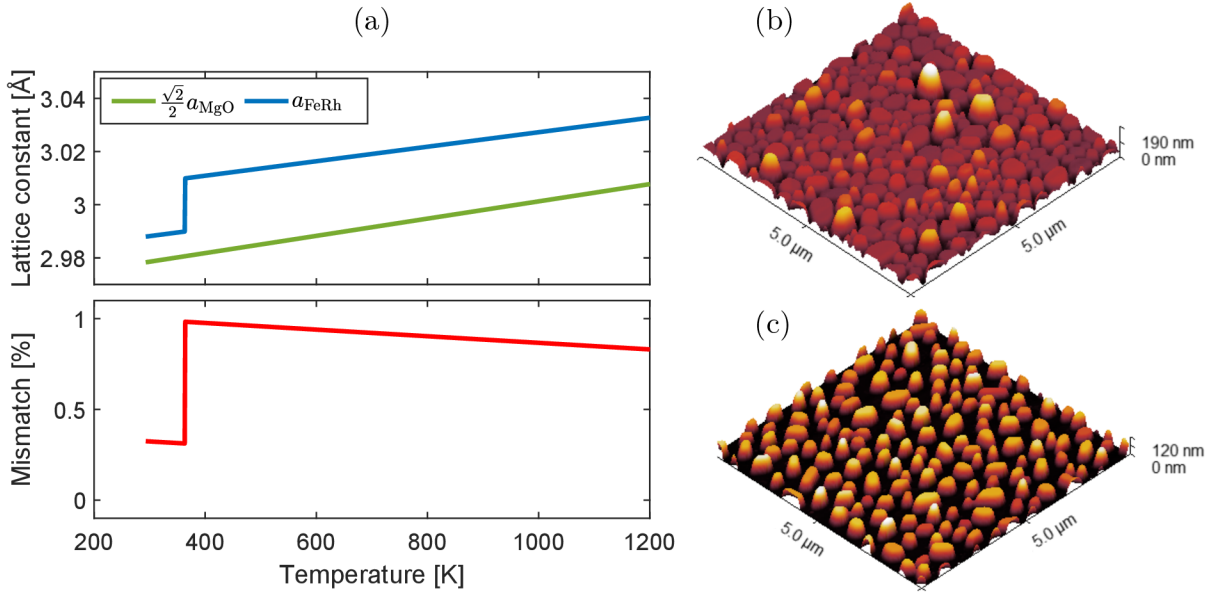 (a)
Lattice constant [Å]
3.04
3.02
3
2.98
√2/2 a_MgO
a_FeRh
Mismatch [%]
1
0.5
0
200 400 600 800 1000 1200
Temperature [K]
(b)
190 nm
0 nm
5.0 µm
5.0 µm
(c)
120 nm
0 nm
5.0 µm
5.0 µm